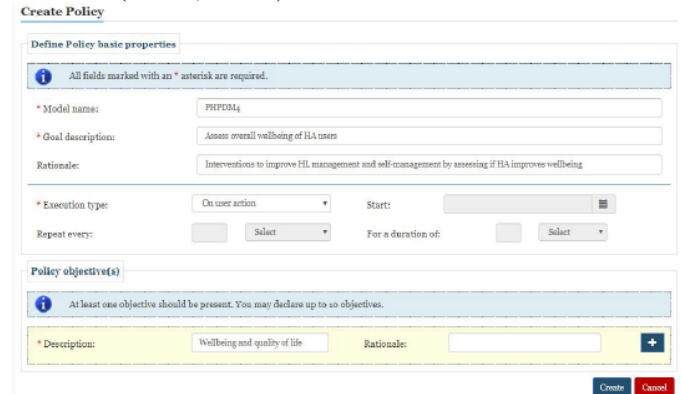 Create Policy
Define Policy basic properties
All fields marked with an * asterisk are required.
* Model name: PHPDM4
* Goal description: Assess overall wellbeing of HA users
Rationale: Interventions to improve HL management and self-management by assessing if HA improves wellbeing
* Execution type: On user action Start:
Repeat every: Select For a duration of: Select
Policy objective(s)
At least one objective should be present. You may declare up to 10 objectives.
* Description: Wellbeing and quality of life Rationale: +
Create Cancel